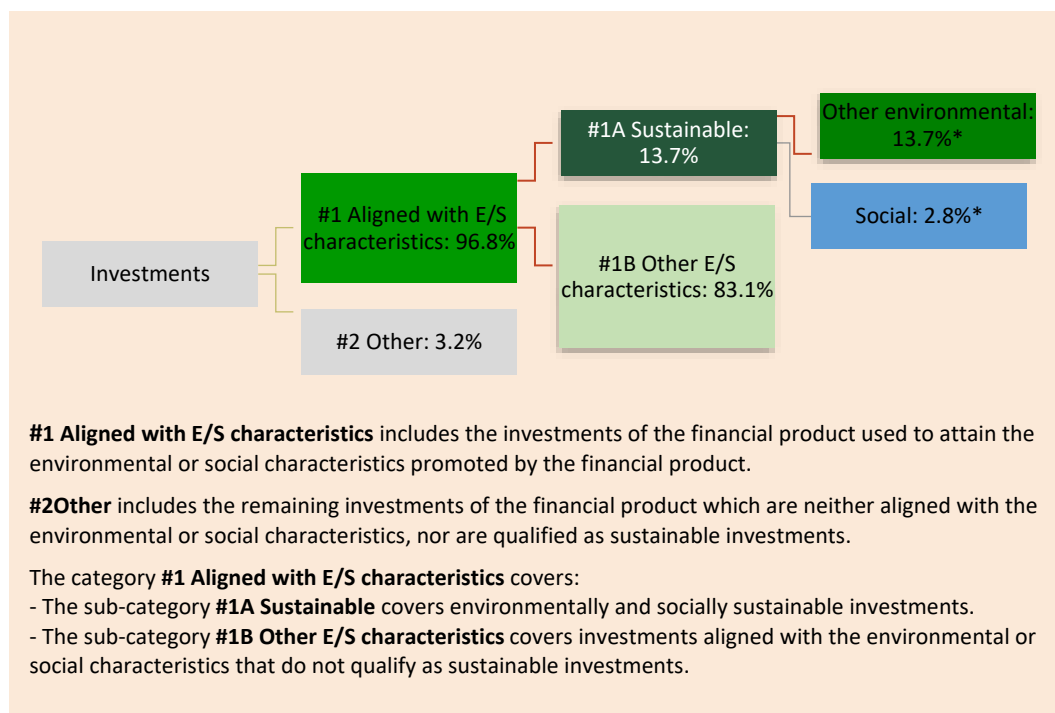 Investments
#1 Aligned with E/S
characteristics: 96.8%
#2 Other: 3.2%
#1A Sustainable:
13.7%
#1B Other E/S
characteristics: 83.1%
Other environmental:
13.7%*
Social: 2.8%*
#1 Aligned with E/S characteristics includes the investments of the financial product used to attain the
environmental or social characteristics promoted by the financial product.
#2Other includes the remaining investments of the financial product which are neither aligned with the
environmental or social characteristics, nor are qualified as sustainable investments.
The category #1 Aligned with E/S characteristics covers:
- The sub-category #1A Sustainable covers environmentally and socially sustainable investments.
- The sub-category #1B Other E/S characteristics covers investments aligned with the environmental or
social characteristics that do not qualify as sustainable investments.